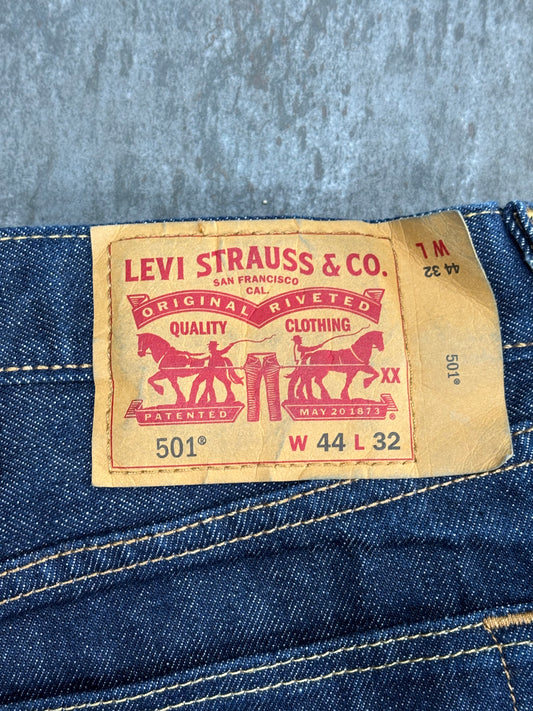 LEVI STRAUSS & CO.
SAN FRANCISCO
CAL.
ORIGINAL RIVETED
QUALITY CLOTHING
XX
PATENTED MAY 20 1873 ®
501® W 44 L 32
W L
44 32
501®